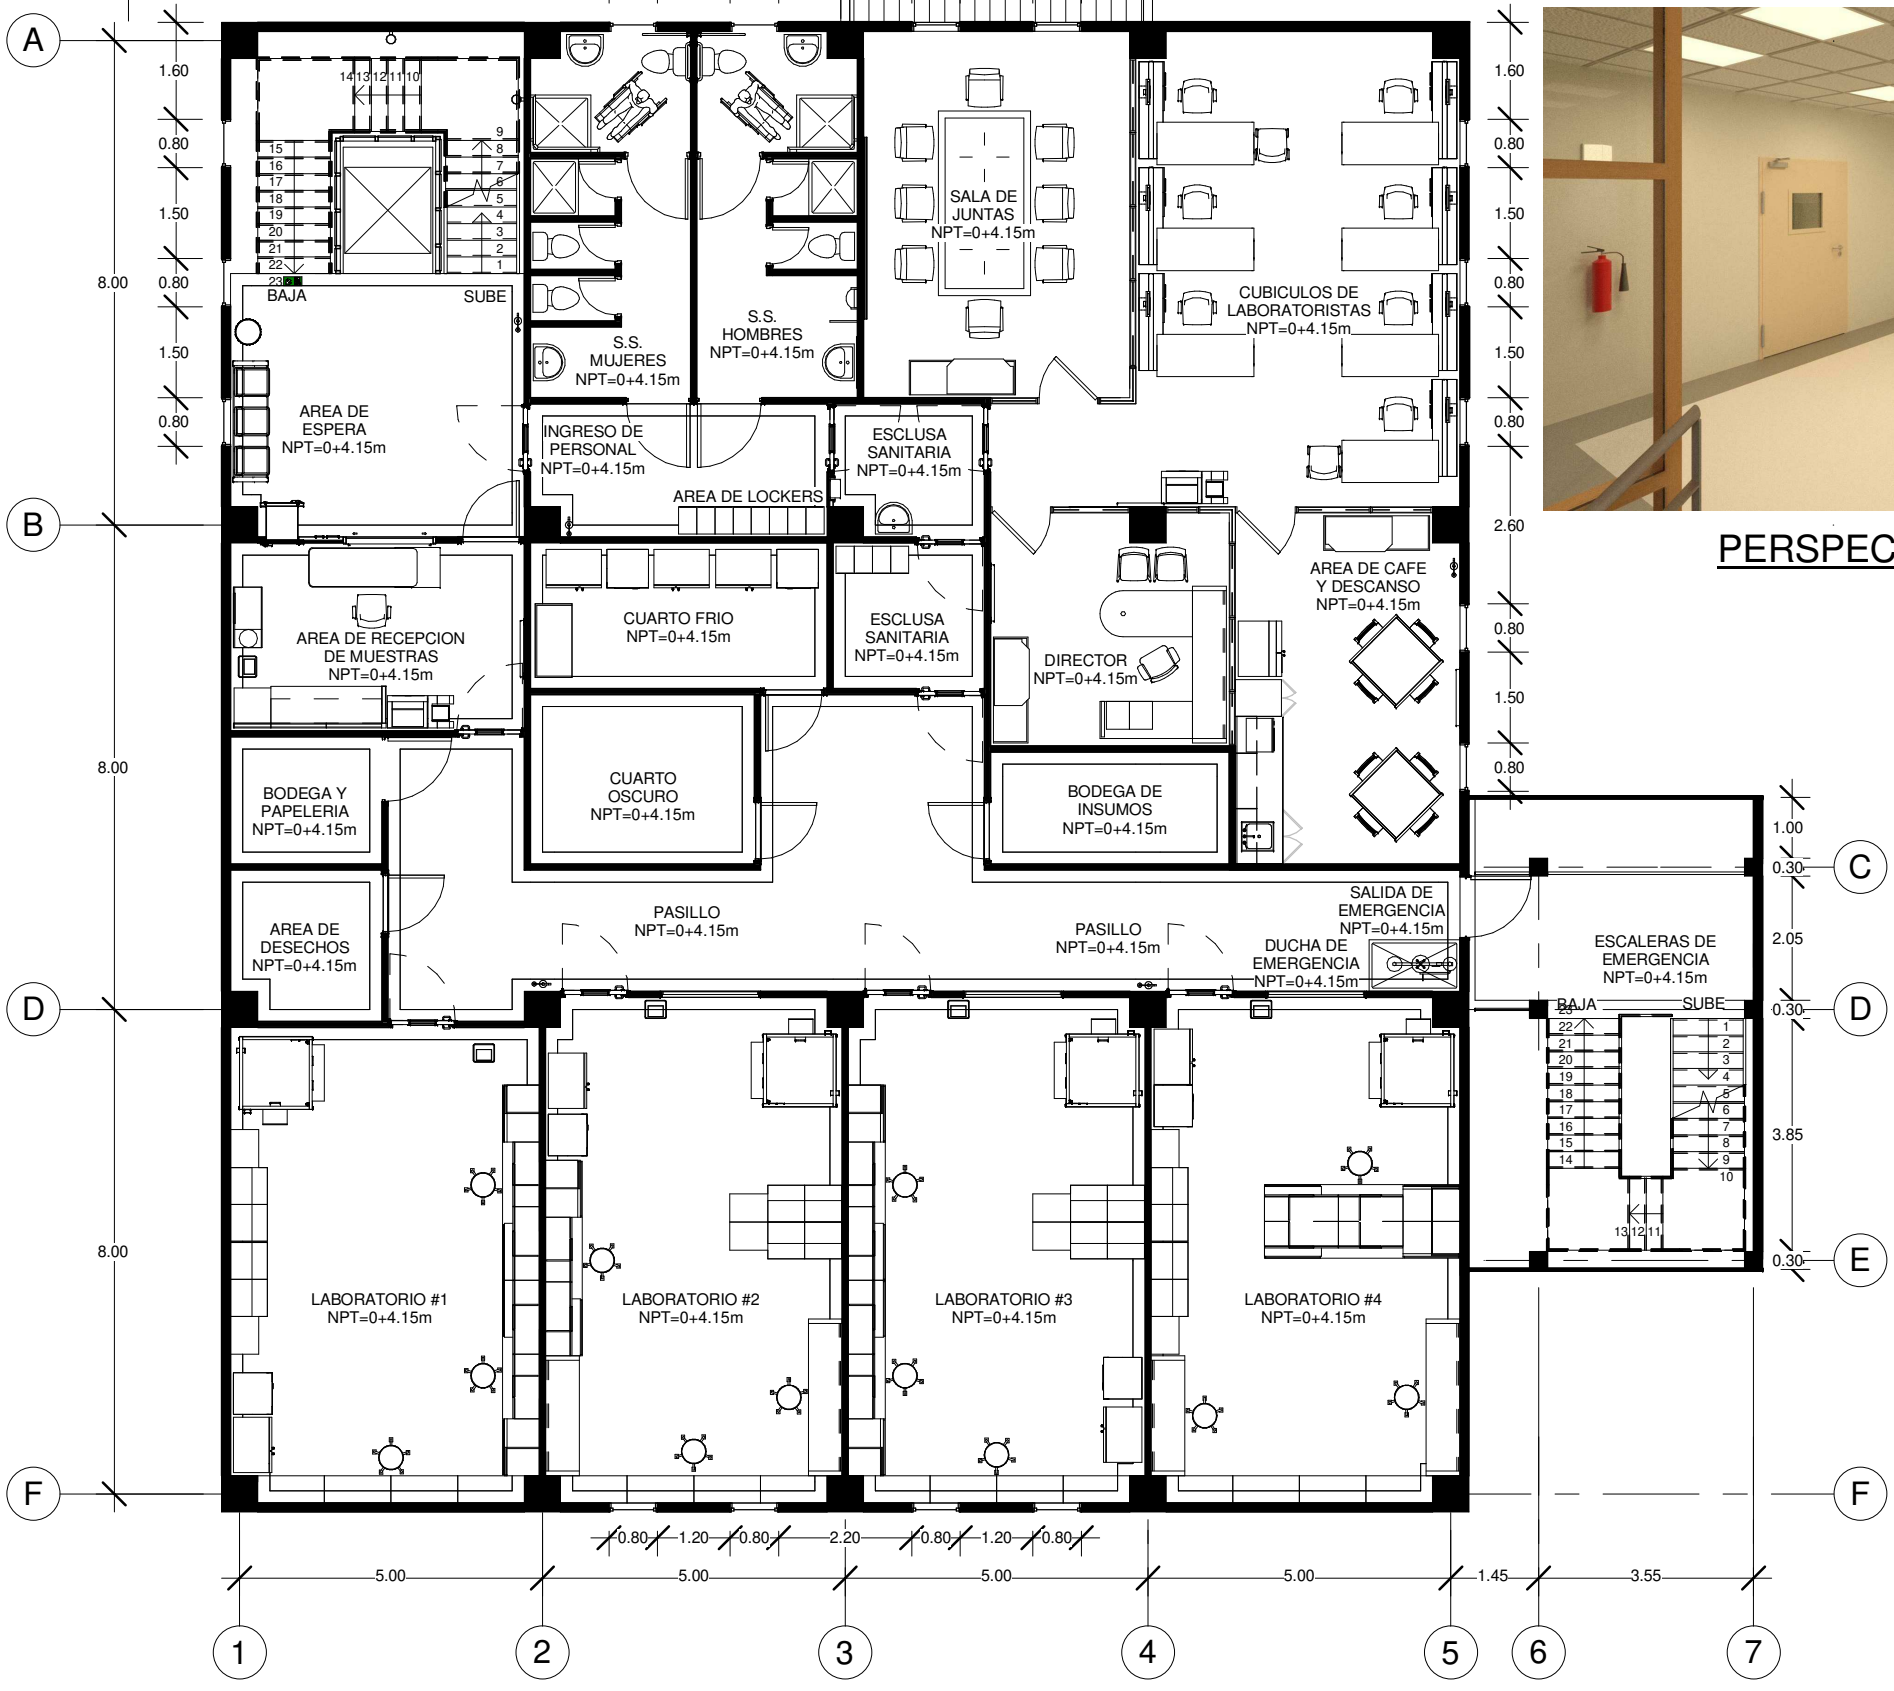 A
B
D
F
8.00
8.00
8.00
1.60
0.80
1.50
0.80
1.50
0.80
14 13 12 11 10
15
16
17
18
19
20
21
22
23
9
8
7
6
5
4
3
2
1
BAJA
SUBE
AREA DE
ESPERA
NPT=0+4.15m
S.S.
MUJERES
NPT=0+4.15m
S.S.
HOMBRES
NPT=0+4.15m
SALA DE
JUNTAS
NPT=0+4.15m
CUBICULOS DE
LABORATORISTAS
NPT=0+4.15m
INGRESO DE
PERSONAL
NPT=0+4.15m
AREA DE LOCKERS
ESCLUSA
SANITARIA
NPT=0+4.15m
AREA DE RECEPCION
DE MUESTRAS
NPT=0+4.15m
CUARTO FRIO
NPT=0+4.15m
ESCLUSA
SANITARIA
NPT=0+4.15m
DIRECTOR
NPT=0+4.15m
AREA DE CAFE
Y DESCANSO
NPT=0+4.15m
BODEGA Y
PAPELERIA
NPT=0+4.15m
CUARTO
OSCURO
NPT=0+4.15m
BODEGA DE
INSUMOS
NPT=0+4.15m
AREA DE
DESECHOS
NPT=0+4.15m
PASILLO
NPT=0+4.15m
PASILLO
NPT=0+4.15m
SALIDA DE
EMERGENCIA
NPT=0+4.15m
DUCHA DE
EMERGENCIA
NPT=0+4.15m
ESCALERAS DE
EMERGENCIA
NPT=0+4.15m
BAJA
SUBE
23
22
21
20
19
18
17
16
15
14
1
2
3
4
5
6
7
8
9
10
13 12 11
LABORATORIO #1
NPT=0+4.15m
LABORATORIO #2
NPT=0+4.15m
LABORATORIO #3
NPT=0+4.15m
LABORATORIO #4
NPT=0+4.15m
1.60
0.80
1.50
0.80
1.50
0.80
2.60
0.80
1.50
0.80
PERSPEC
1.00
0.30
2.05
0.30
3.85
0.30
C
D
E
F
0.80 1.20 0.80 2.20 0.80 1.20 0.80
5.00 5.00 5.00 5.00 1.45 3.55
1 2 3 4 5 6 7